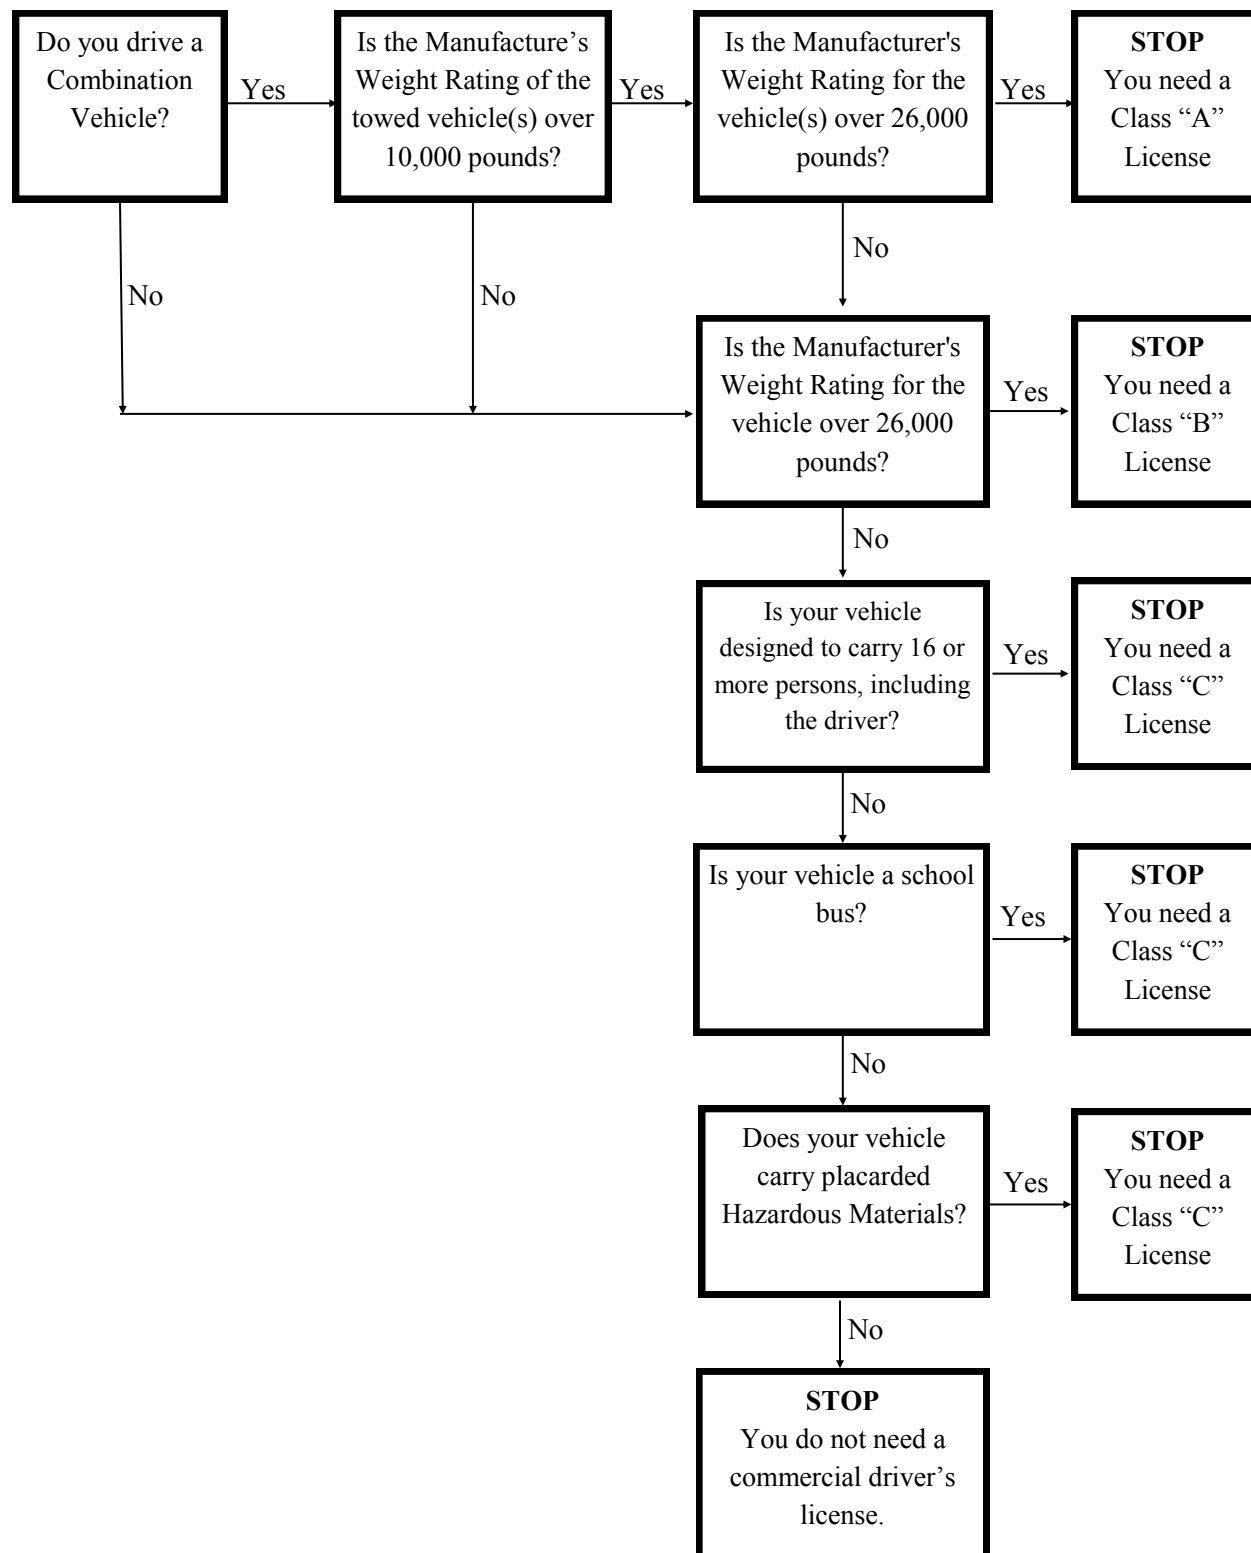 Do you drive a
Combination
Vehicle?
Yes
Is the Manufacture’s
Weight Rating of the
towed vehicle(s) over
10,000 pounds?
Yes
Is the Manufacturer's
Weight Rating for the
vehicle(s) over 26,000
pounds?
Yes
STOP
You need a
Class “A”
License
No
No
No
Is the Manufacturer's
Weight Rating for the
vehicle over 26,000
pounds?
Yes
STOP
You need a
Class “B”
License
No
Is your vehicle
designed to carry 16 or
more persons, including
the driver?
Yes
STOP
You need a
Class “C”
License
No
Is your vehicle a school
bus?
Yes
STOP
You need a
Class “C”
License
No
Does your vehicle
carry placarded
Hazardous Materials?
Yes
STOP
You need a
Class “C”
License
No
STOP
You do not need a
commercial driver’s
license.